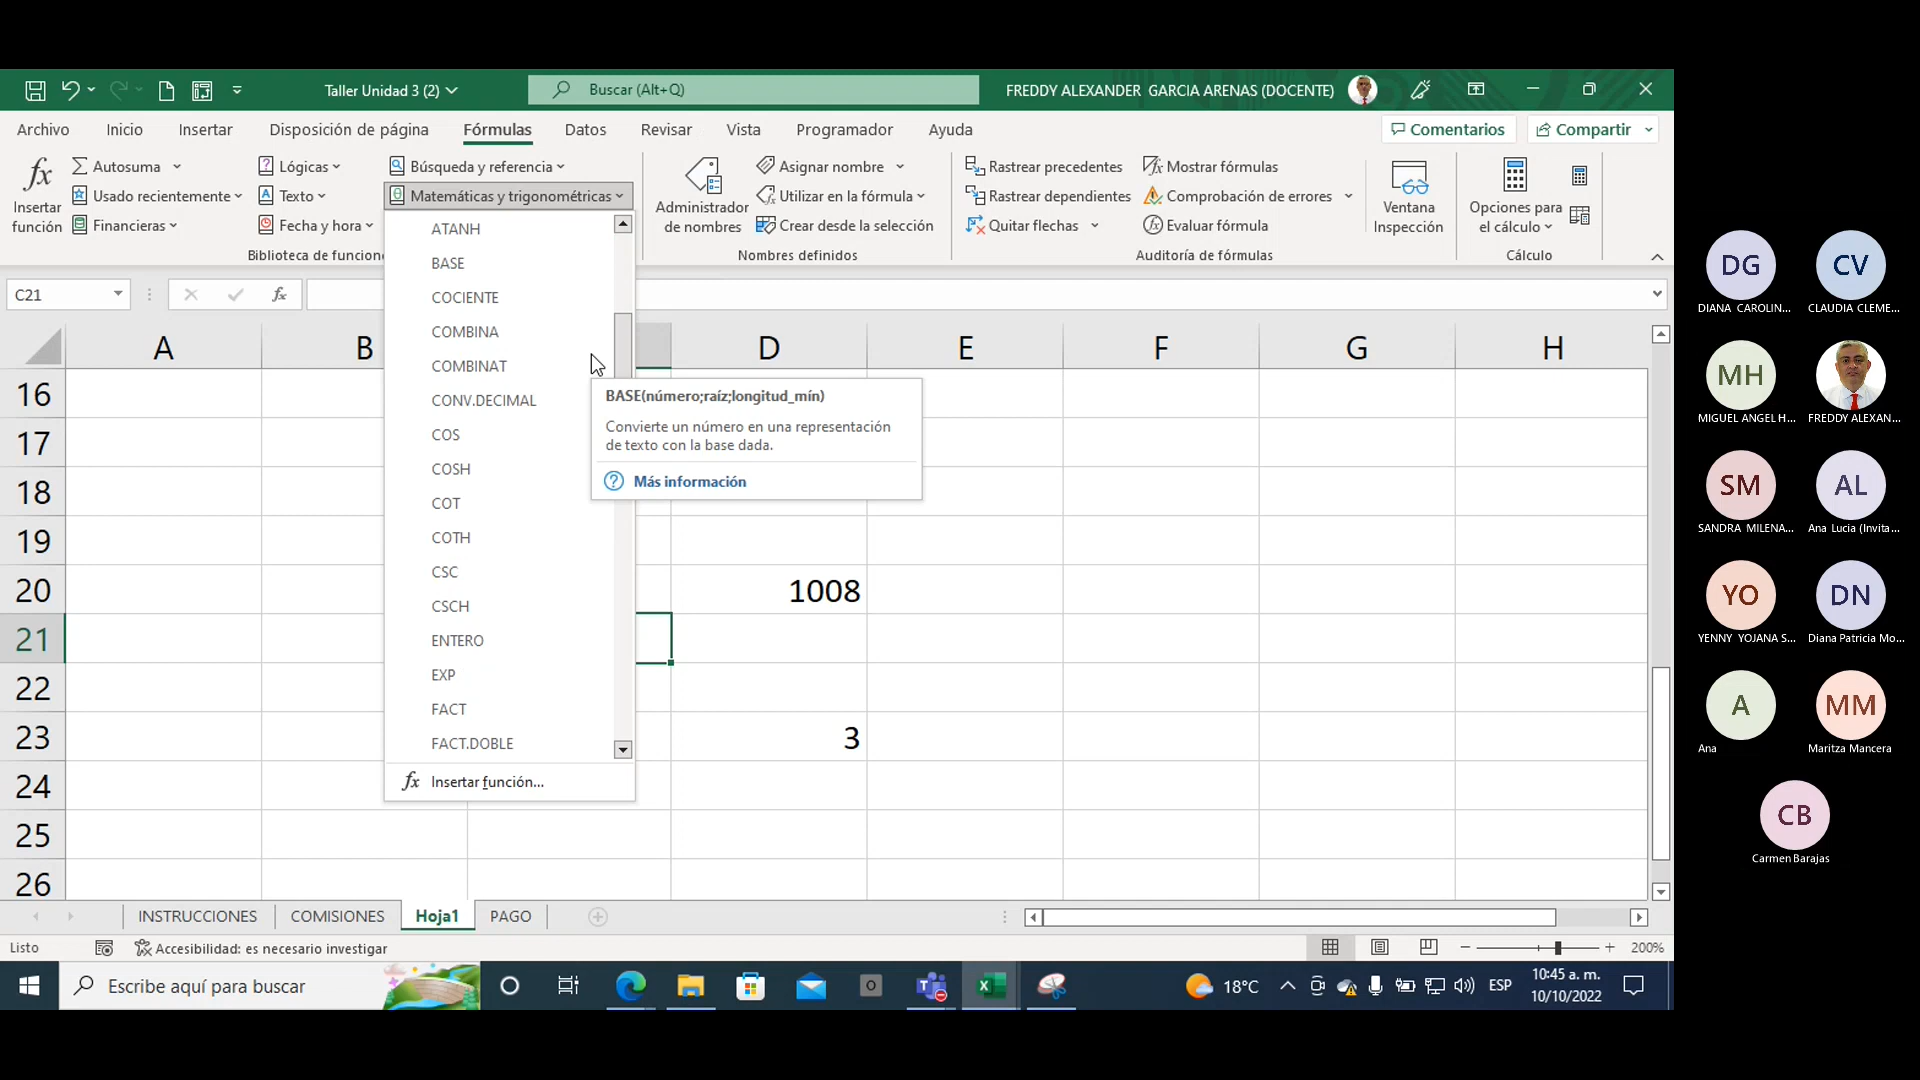 Taller Unidad 3 (2)
Buscar (Alt+Q)
FREDDY ALEXANDER GARCIA ARENAS (DOCENTE)
Archivo Inicio Insertar Disposición de página Fórmulas Datos Revisar Vista Programador Ayuda
Comentarios Compartir
Insertar función
Autosuma
Usado recientemente
Financieras
Lógicas
Texto
Fecha y hora
Búsqueda y referencia
Matemáticas y trigonométricas
Biblioteca de funcione
Administrador de nombres
Asignar nombre
Utilizar en la fórmula
Crear desde la selección
Nombres definidos
Rastrear precedentes
Rastrear dependientes
Quitar flechas
Mostrar fórmulas
Comprobación de errores
Evaluar fórmula
Auditoría de fórmulas
Ventana Inspección
Opciones para el cálculo
Cálculo
C21
fx
ATANH
BASE
COCIENTE
COMBINA
COMBINAT
CONV.DECIMAL
COS
COSH
COT
COTH
CSC
CSCH
ENTERO
EXP
FACT
FACT.DOBLE
fx Insertar función...
BASE(número;raíz;longitud_mín)
Convierte un número en una representación
de texto con la base dada.
Más información
A B D E F G H
16
17
18
19
20 1008
21
22
23 3
24
25
26
INSTRUCCIONES COMISIONES Hoja1 PAGO
Listo
Accesibilidad: es necesario investigar
200%
Escribe aquí para buscar
18°C
ESP
10:45 a. m.
10/10/2022
DG
DIANA CAROLIN...
CV
CLAUDIA CLEME...
MH
MIGUEL ANGEL H...
FREDDY ALEXAN...
SM
SANDRA MILENA...
AL
Ana Lucia (Invita...
YO
YENNY YOJANA S...
DN
Diana Patricia Mo...
A
Ana
MM
Maritza Mancera
CB
Carmen Barajas